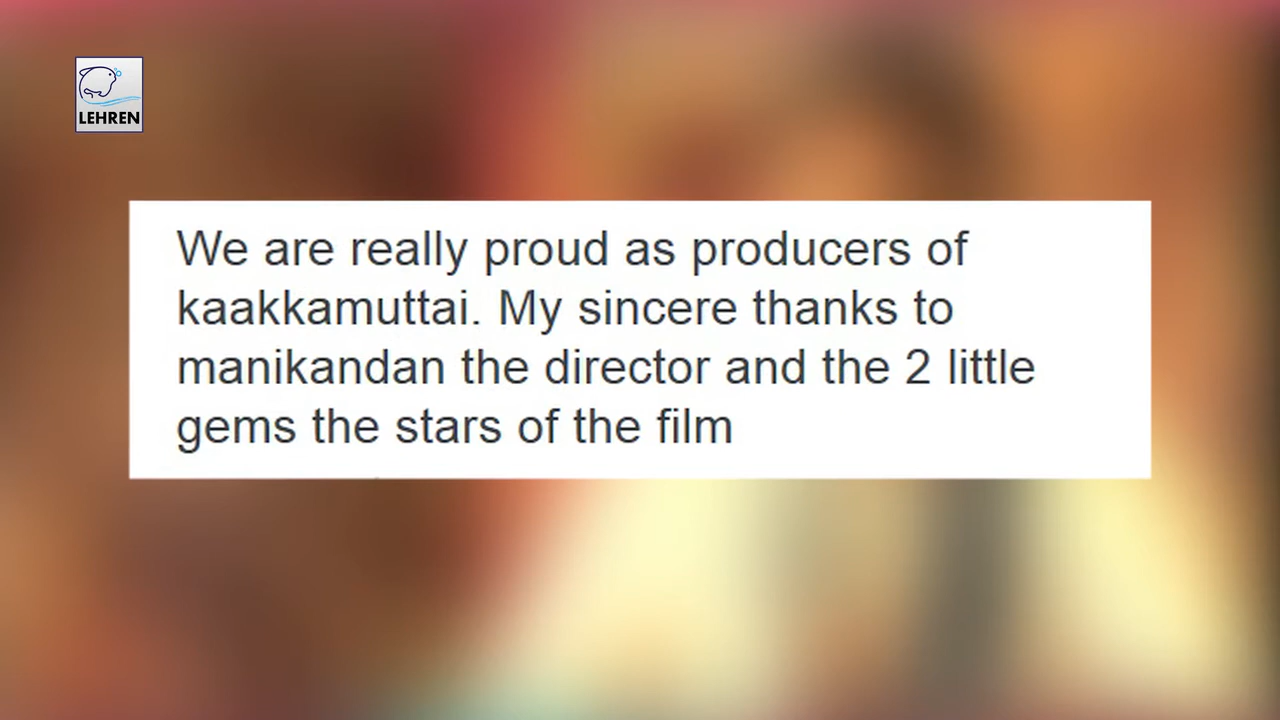 LEHREN
We are really proud as producers of
kaakkamuttai. My sincere thanks to
manikandan the director and the 2 little
gems the stars of the film